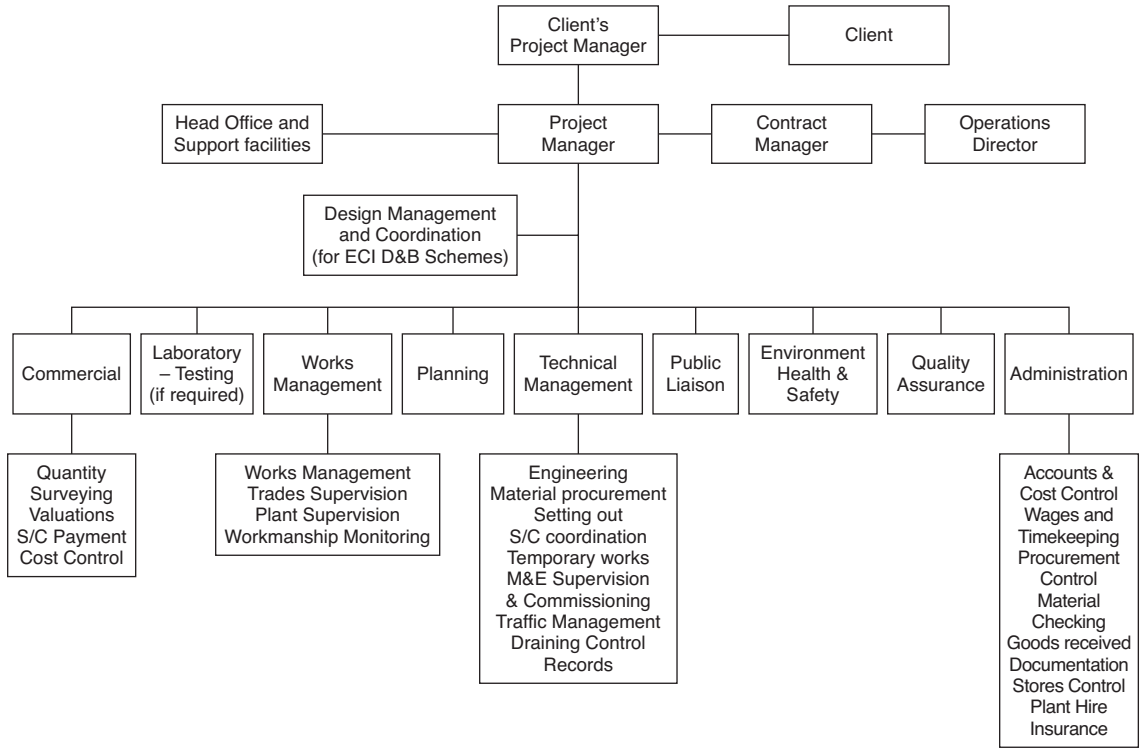 Client's
Project Manager
Client
Head Office and
Support facilities
Project
Manager
Contract
Manager
Operations
Director
Design Management
and Coordination
(for ECI D&B Schemes)
Commercial
Laboratory
– Testing
(if required)
Works
Management
Planning
Technical
Management
Public
Liaison
Environment
Health &
Safety
Quality
Assurance
Administration
Quantity
Surveying
Valuations
S/C Payment
Cost Control
Works Management
Trades Supervision
Plant Supervision
Workmanship Monitoring
Engineering
Material procurement
Setting out
S/C coordination
Temporary works
M&E Supervision
& Commissioning
Traffic Management
Draining Control
Records
Accounts &
Cost Control
Wages and
Timekeeping
Procurement
Control
Material
Checking
Goods received
Documentation
Stores Control
Plant Hire
Insurance